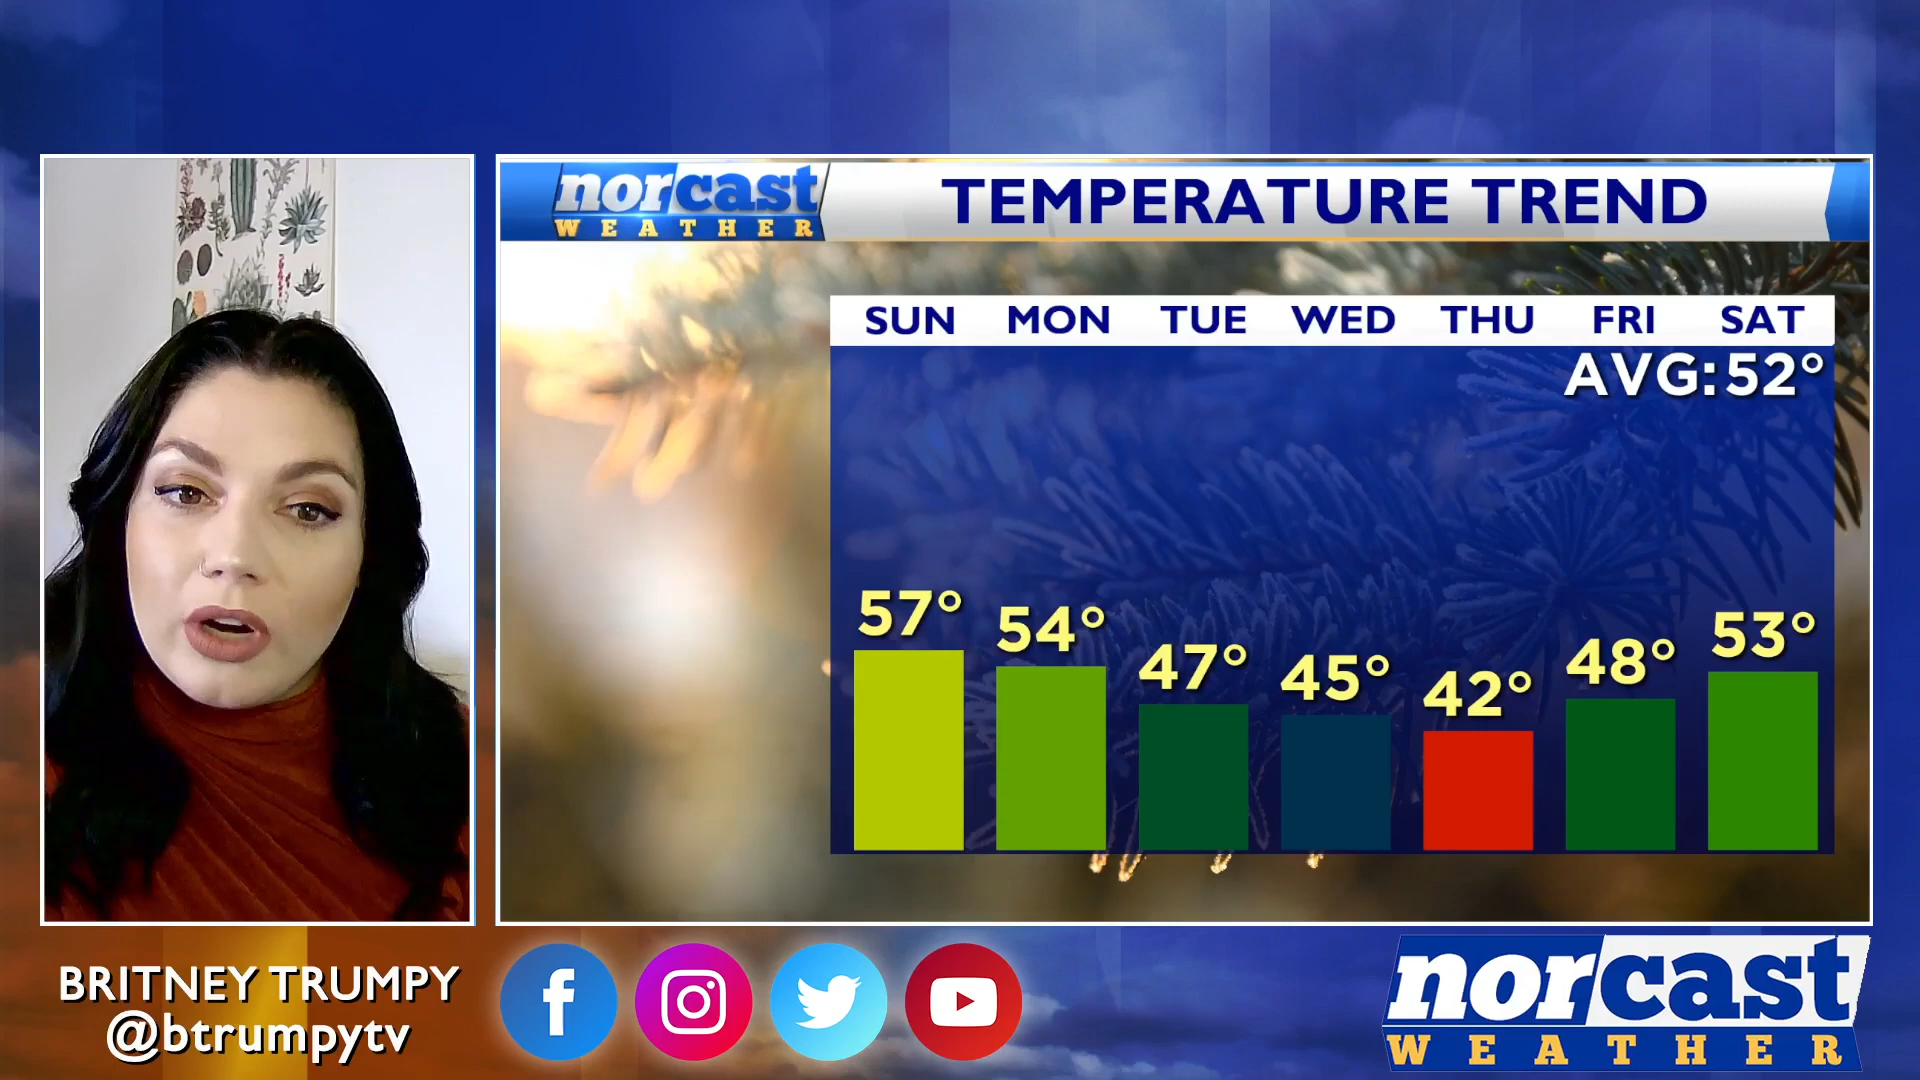 norcast
WEATHER
TEMPERATURE TREND
SUN MON TUE WED THU FRI SAT
AVG: 52°
57° 54° 47° 45° 42° 48° 53°
BRITNEY TRUMPY
@btrumpytv
f
norcast
WEATHER